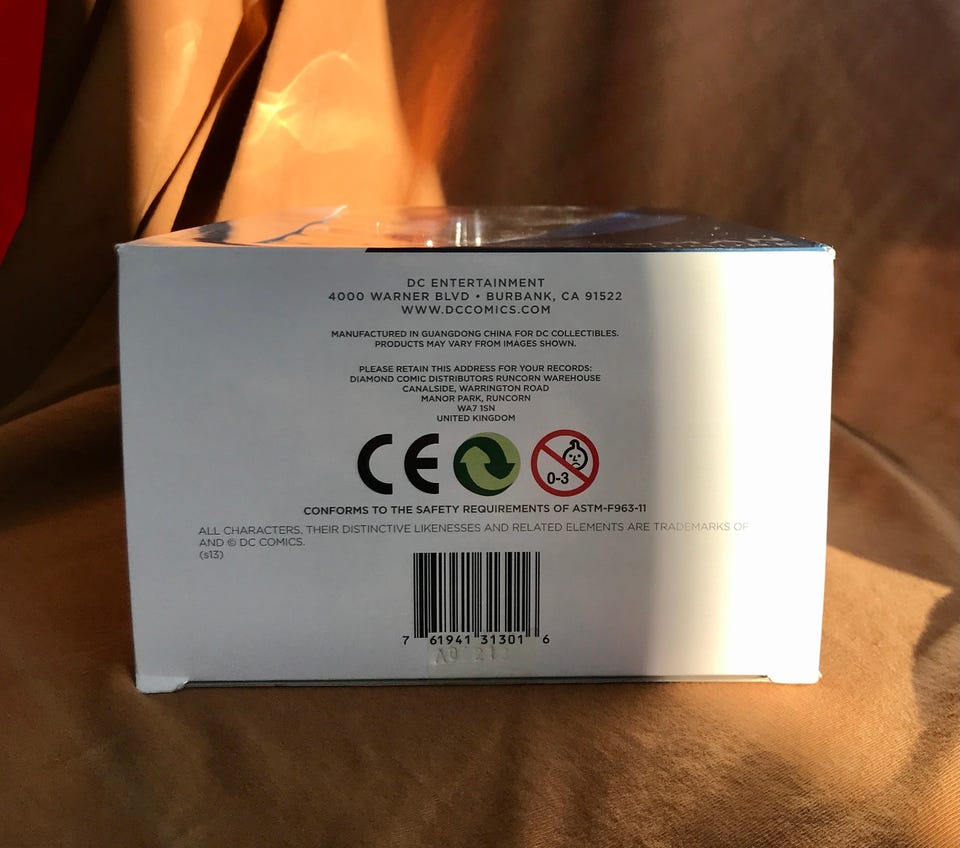 DC ENTERTAINMENT
4000 WARNER BLVD • BURBANK, CA 91522
WWW.DCCOMICS.COM
MANUFACTURED IN GUANGDONG CHINA FOR DC COLLECTIBLES.
PRODUCTS MAY VARY FROM IMAGES SHOWN.
PLEASE RETAIN THIS ADDRESS FOR YOUR RECORDS:
DIAMOND COMIC DISTRIBUTORS RUNCORN WAREHOUSE
CANALSIDE, WARRINGTON ROAD
MANOR PARK, RUNCORN
WA7 1SN
UNITED KINGDOM
CE
0-3
CONFORMS TO THE SAFETY REQUIREMENTS OF ASTM-F963-11
ALL CHARACTERS, THEIR DISTINCTIVE LIKENESSES AND RELATED ELEMENTS ARE TRADEMARKS OF
AND © DC COMICS.
(s13)
7 61941 31301 6